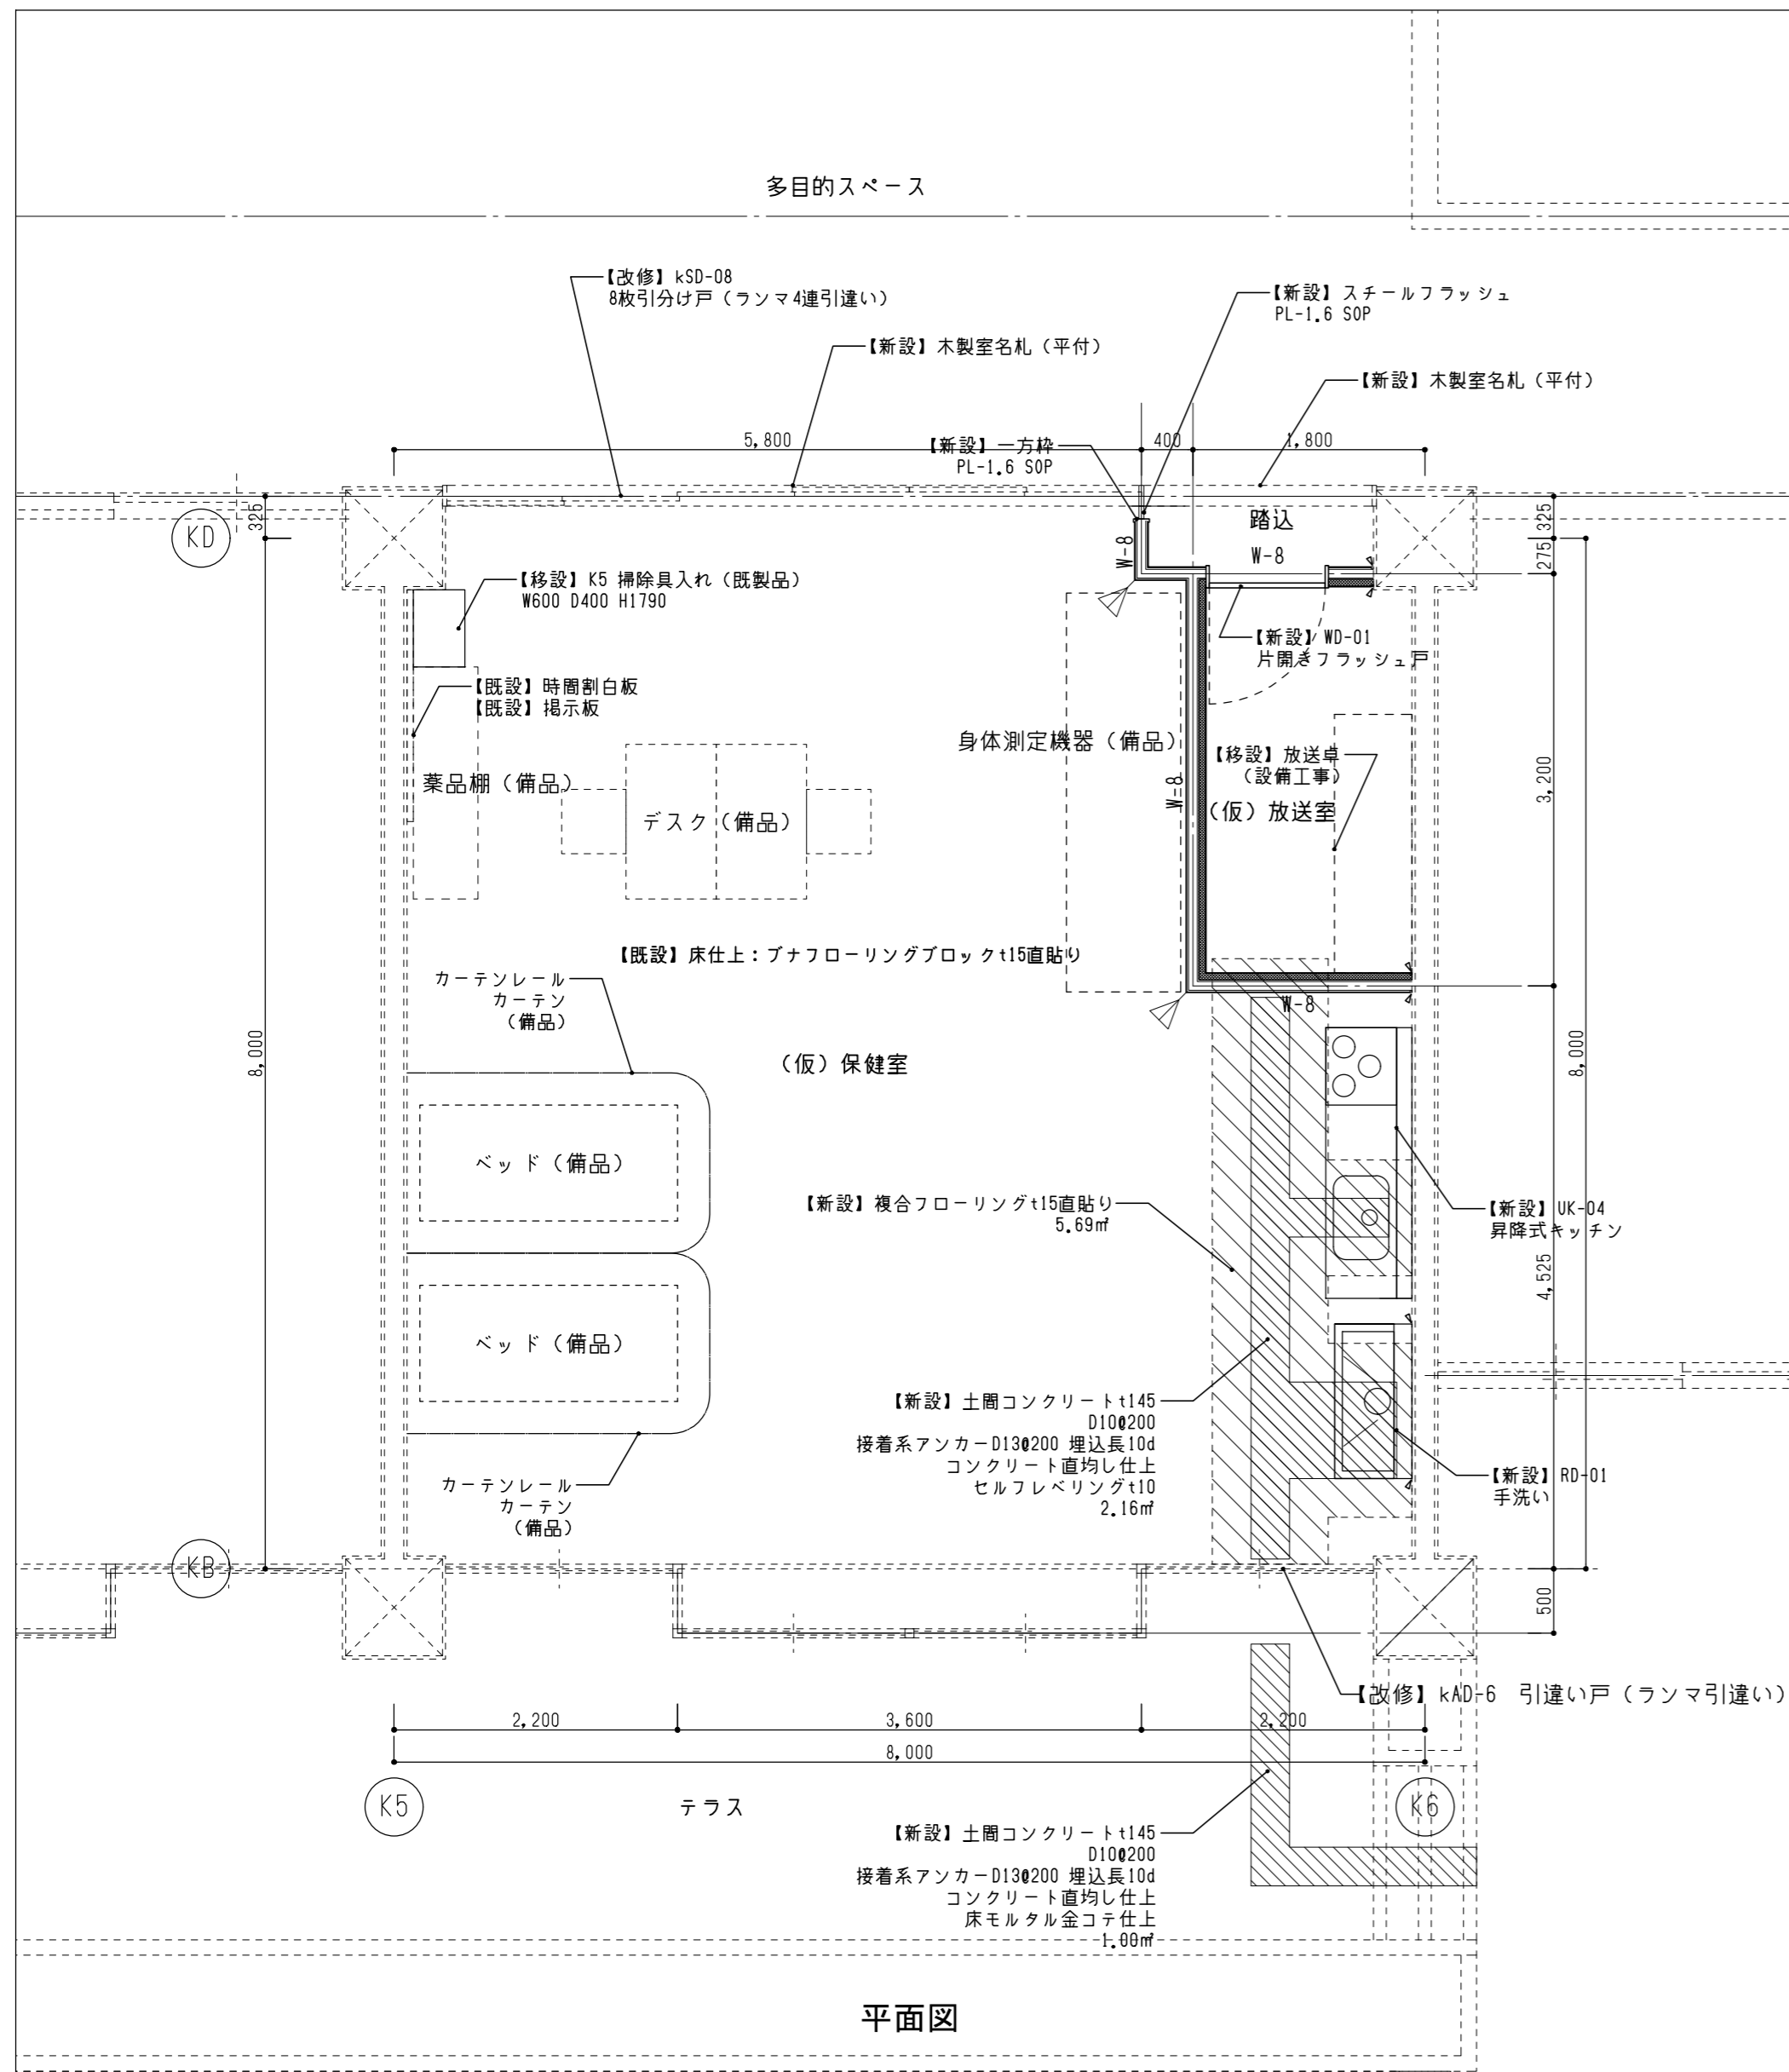 多目的スペース
【改修】kSD-08
8枚引分け戸（ランマ4連引違い）
【新設】スチールフラッシュ
PL-1.6 SOP
【新設】木製室名札（平付）
【新設】木製室名札（平付）
5,800
400
1,800
【新設】一方枠
PL-1.6 SOP
KD
325
踏込
W-8
W-8
325
275
【移設】K5 掃除具入れ（既製品）
W600 D400 H1790
【新設】WD-01
片開きフラッシュ戸
【既設】時間割白板
【既設】掲示板
身体測定機器（備品）
【移設】放送卓
（設備工事）
薬品棚（備品）
デスク（備品）
W-8
（仮）放送室
3,200
【既設】床仕上：ブナフローリングブロックt15直貼り
カーテンレール
カーテン
（備品）
W-8
8,000
（仮）保健室
8,000
ベッド（備品）
【新設】複合フローリングt15直貼り
5.69㎡
【新設】UK-04
昇降式キッチン
4,525
ベッド（備品）
【新設】土間コンクリートt145
D10@200
接着系アンカーD13@200 埋込長10d
コンクリート直均し仕上
セルフレベリングt10
2.16㎡
カーテンレール
カーテン
（備品）
【新設】RD-01
手洗い
KB
500
【改修】kAD-6 引違い戸（ランマ引違い）
2,200
3,600
2,200
8,000
K5
テラス
K6
【新設】土間コンクリートt145
D10@200
接着系アンカーD13@200 埋込長10d
コンクリート直均し仕上
床モルタル金コテ仕上
1.00㎡
平面図